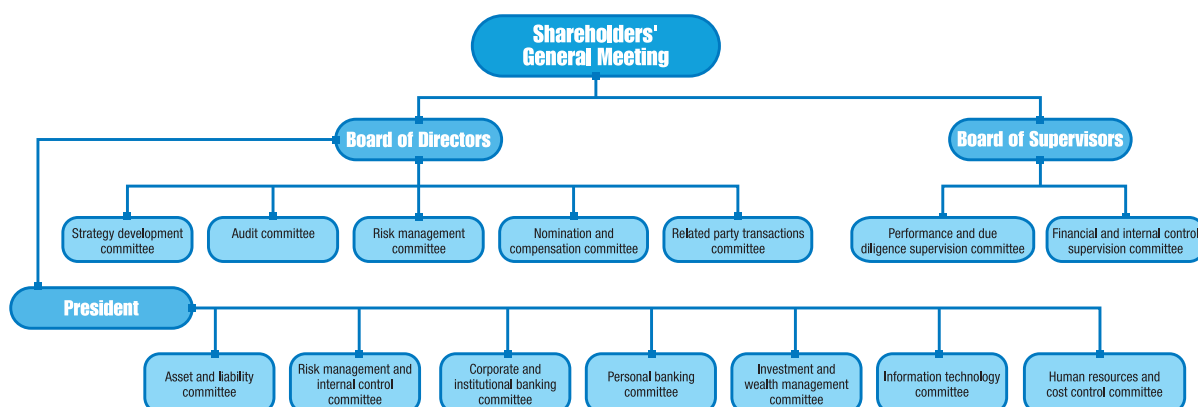 Shareholders'
General Meeting
Board of Directors
Board of Supervisors
Strategy development
committee
Audit committee
Risk management
committee
Nomination and
compensation committee
Related party transactions
committee
Performance and due
diligence supervision committee
Financial and internal control
supervision committee
President
Asset and liability
committee
Risk management and
internal control
committee
Corporate and
institutional banking
committee
Personal banking
committee
Investment and
wealth management
committee
Information technology
committee
Human resources and
cost control committee